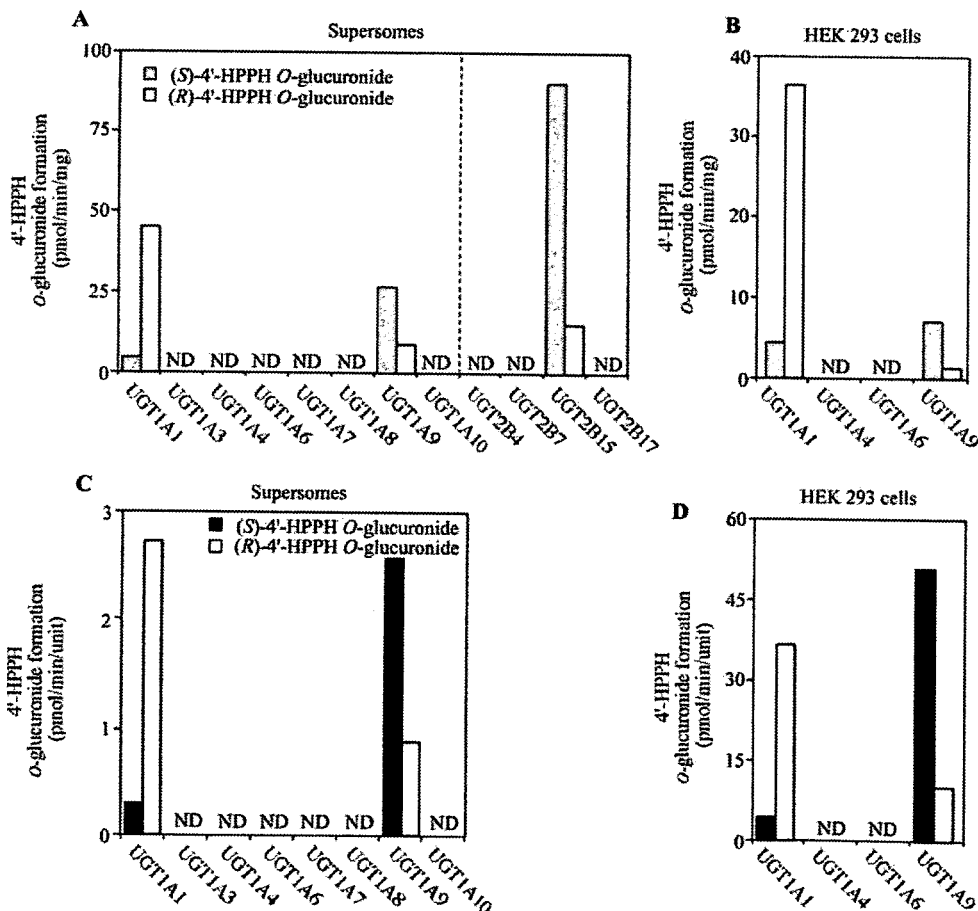 A
Supersomes
100
75
50
25
0
4'-HPPH
O-glucuronide formation
(pmol/min/mg)
(S)-4'-HPPH O-glucuronide
(R)-4'-HPPH O-glucuronide
ND ND ND ND ND ND ND ND ND
UGT1A1
UGT1A3
UGT1A4
UGT1A6
UGT1A7
UGT1A8
UGT1A9
UGT1A10
UGT2B4
UGT2B7
UGT2B15
UGT2B17
B
HEK 293 cells
40
30
20
10
0
4'-HPPH
O-glucuronide formation
(pmol/min/mg)
ND ND
UGT1A1
UGT1A4
UGT1A6
UGT1A9
C
Supersomes
3
2
1
0
4'-HPPH
O-glucuronide formation
(pmol/min/unit)
(S)-4'-HPPH O-glucuronide
(R)-4'-HPPH O-glucuronide
ND ND ND ND ND ND
UGT1A1
UGT1A3
UGT1A4
UGT1A6
UGT1A7
UGT1A8
UGT1A9
UGT1A10
D
HEK 293 cells
60
45
30
15
0
4'-HPPH
O-glucuronide formation
(pmol/min/unit)
ND ND
UGT1A1
UGT1A4
UGT1A6
UGT1A9